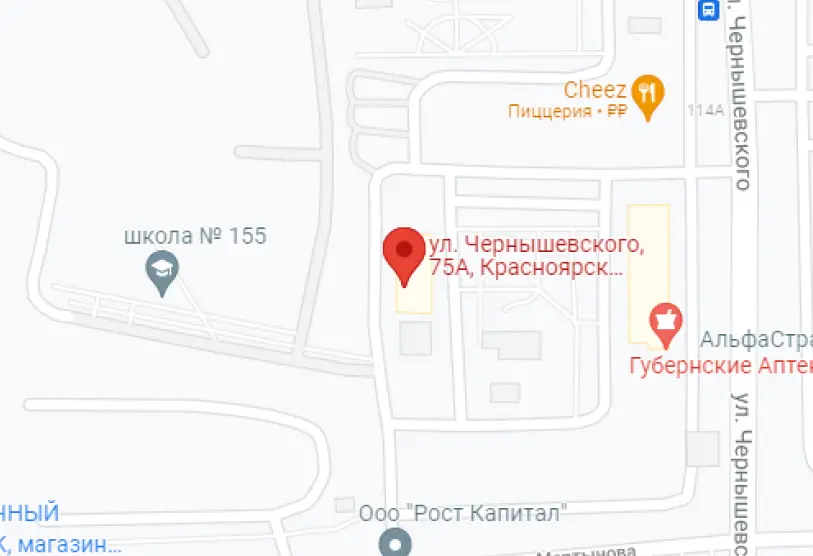 ул. Чернышевского
Cheez
Пиццерия • ₽₽
114А
школа № 155
ул. Чернышевского,
75А, Красноярск...
АльфаСтра
Губернские Аптек
ул. Чернышевс
ННЫЙ
К, магазин...
Ооо "Рост Капитал"
Мартынова